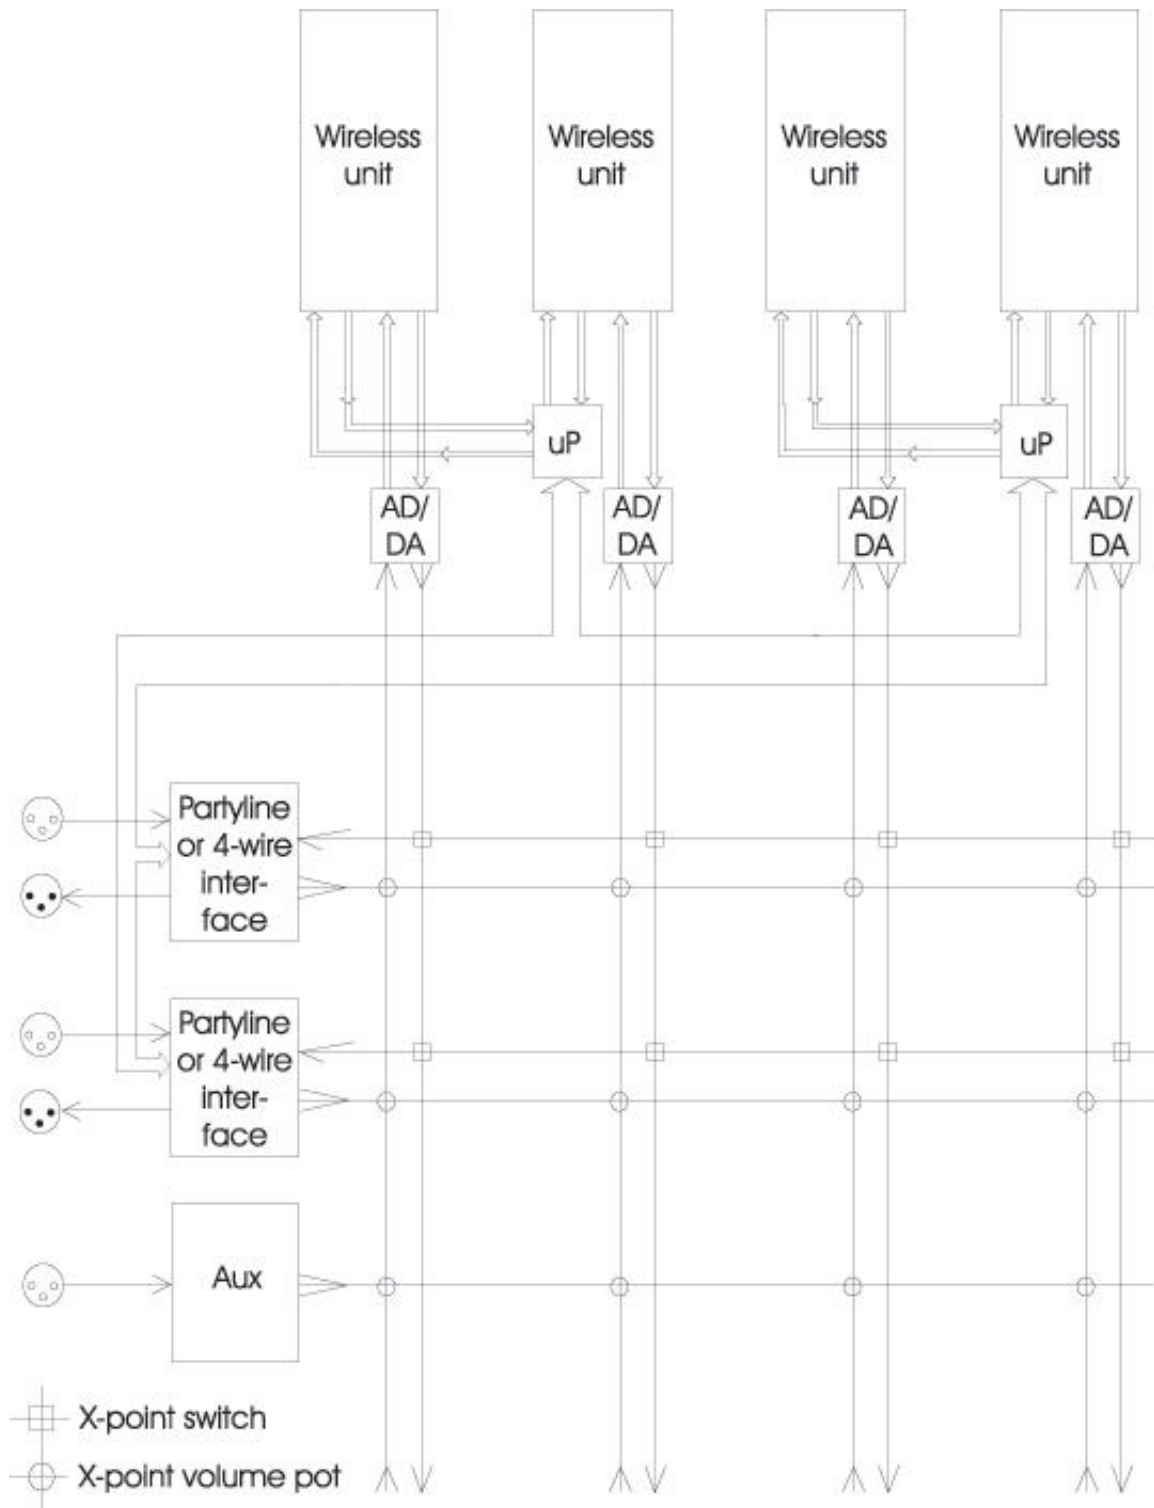 Wireless
unit
Wireless
unit
Wireless
unit
Wireless
unit
uP
uP
AD/
DA
AD/
DA
AD/
DA
AD/
DA
Partyline
or 4-wire
inter-
face
Partyline
or 4-wire
inter-
face
Aux
X-point switch
X-point volume pot